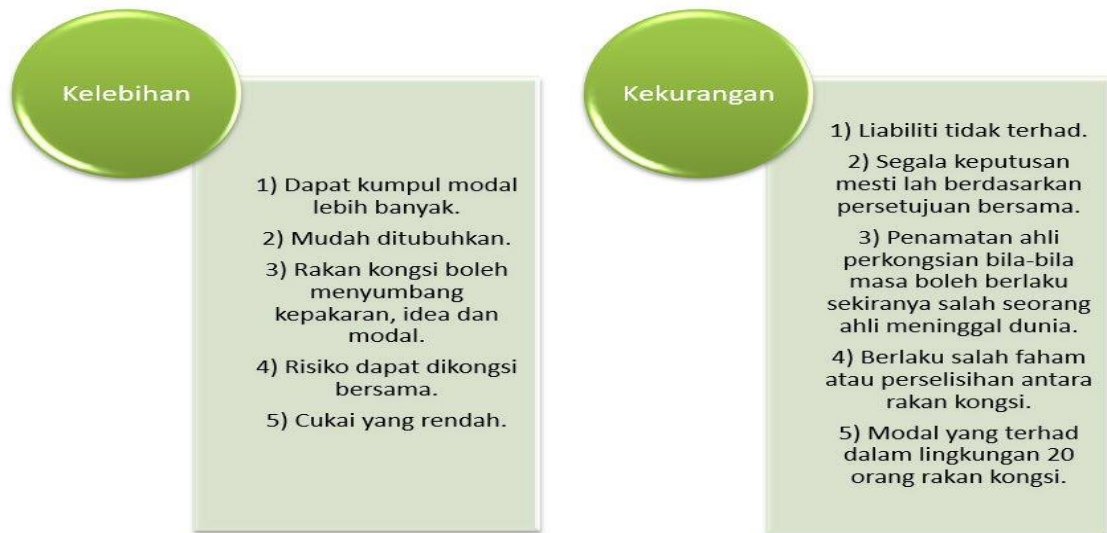 Kelebihan
1) Dapat kumpul modal
lebih banyak.
2) Mudah ditubuhkan.
3) Rakan kongsi boleh
menyumbang
kepakaran, idea dan
modal.
4) Risiko dapat dikongsi
bersama.
5) Cukai yang rendah.
Kekurangan
1) Liabiliti tidak terhad.
2) Segala keputusan
mesti lah berdasarkan
persetujuan bersama.
3) Penamatan ahli
perkongsian bila-bila
masa boleh berlaku
sekiranya salah seorang
ahli meninggal dunia.
4) Berlaku salah faham
atau perselisihan antara
rakan kongsi.
5) Modal yang terhad
dalam lingkungan 20
orang rakan kongsi.